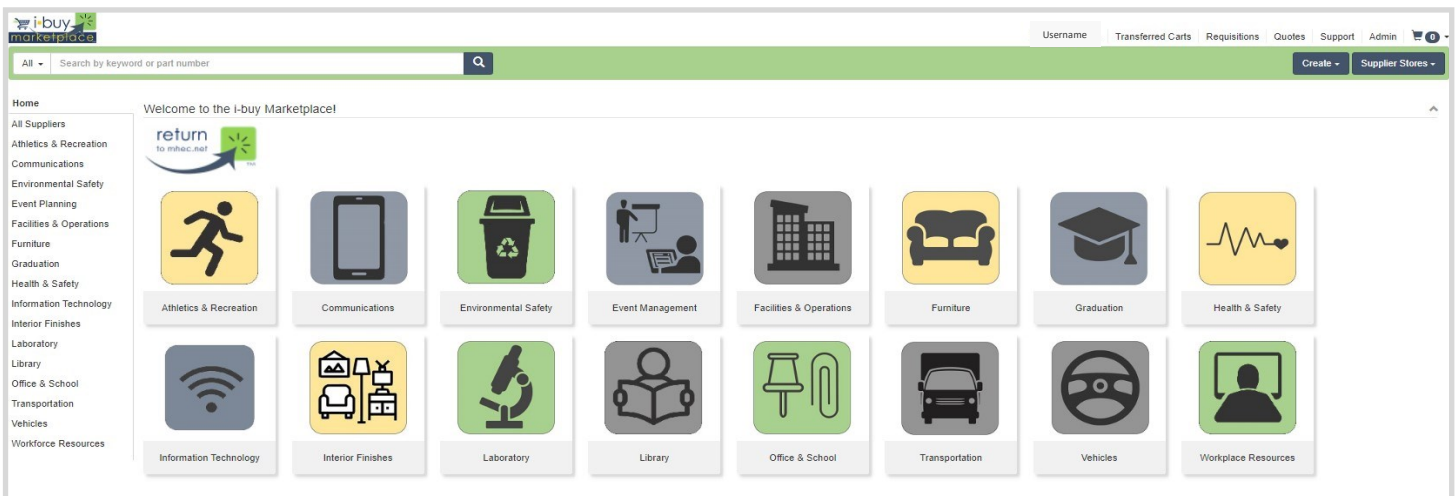 i-buy
marketplace
Username Transferred Carts Requisitions Quotes Support Admin 0
All Search by keyword or part number
Create Supplier Stores
Home
All Suppliers
Athletics & Recreation
Communications
Environmental Safety
Event Planning
Facilities & Operations
Furniture
Graduation
Health & Safety
Information Technology
Interior Finishes
Laboratory
Library
Office & School
Transportation
Vehicles
Workforce Resources
Welcome to the i-buy Marketplace!
return
to mhec.net
Athletics & Recreation Communications Environmental Safety Event Management Facilities & Operations Furniture Graduation Health & Safety
Information Technology Interior Finishes Laboratory Library Office & School Transportation Vehicles Workplace Resources